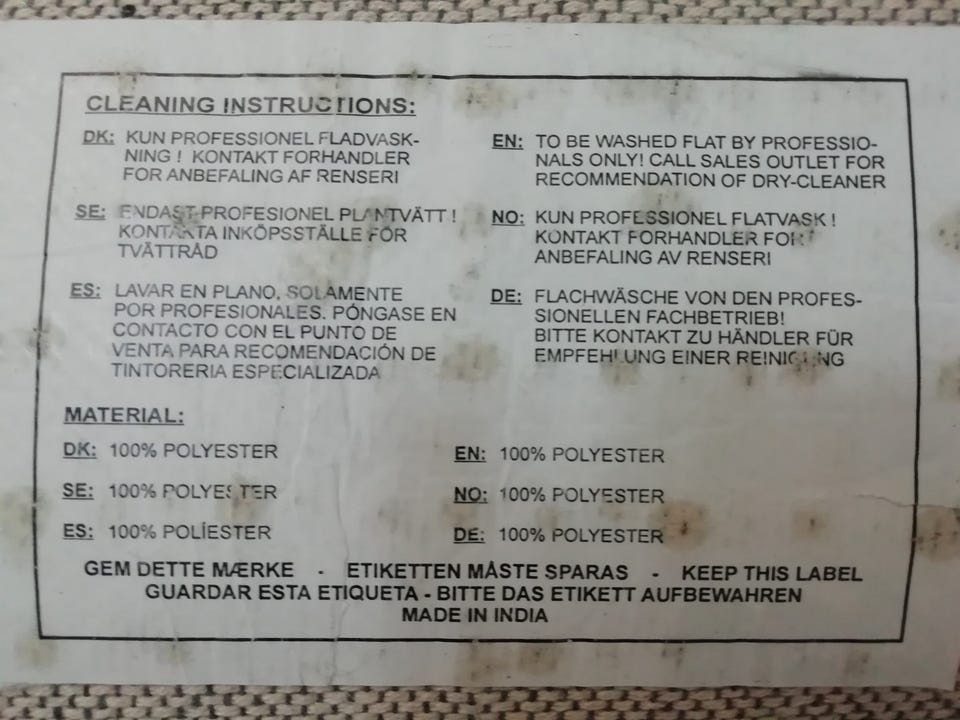 CLEANING INSTRUCTIONS:
DK: KUN PROFESSIONEL FLADVASK-
NING ! KONTAKT FORHANDLER
FOR ANBEFALING AF RENSERI
EN: TO BE WASHED FLAT BY PROFESSIO-
NALS ONLY! CALL SALES OUTLET FOR
RECOMMENDATION OF DRY-CLEANER
SE: ENDAST PROFESIONEL PLANTVÄTT !
KONTAKTA INKÖPSSTÄLLE FÖR
TVÄTTRÅD
NO: KUN PROFESSIONEL FLATVASK !
KONTAKT FORHANDLER FOR
ANBEFALING AV RENSERI
ES: LAVAR EN PLANO. SOLAMENTE
POR PROFESIONALES. PÓNGASE EN
CONTACTO CON EL PUNTO DE
VENTA PARA RECOMENDACIÓN DE
TINTORERIA ESPECIALIZADA
DE: FLACHWÄSCHE VON DEN PROFES-
SIONELLEN FACHBETRIEB!
BITTE KONTAKT ZU HÄNDLER FÜR
EMPFEHLUNG EINER REINIGUNG
MATERIAL:
DK: 100% POLYESTER
EN: 100% POLYESTER
SE: 100% POLYESTER
NO: 100% POLYESTER
ES: 100% POLÍESTER
DE: 100% POLYESTER
GEM DETTE MÆRKE - ETIKETTEN MÅSTE SPARAS - KEEP THIS LABEL
GUARDAR ESTA ETIQUETA - BITTE DAS ETIKETT AUFBEWAHREN
MADE IN INDIA